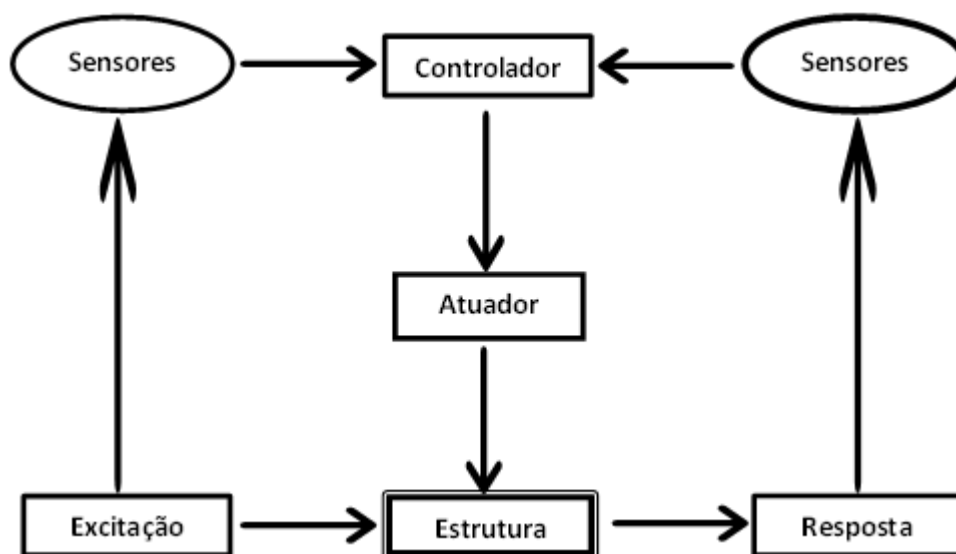 Sensores
Controlador
Sensores
Atuador
Excitação
Estrutura
Resposta